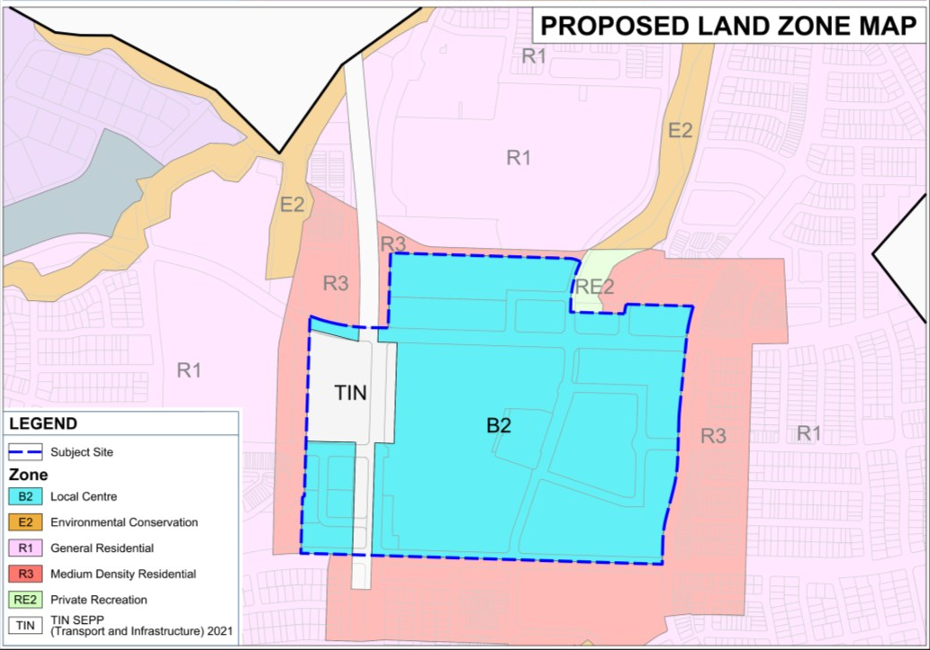 PROPOSED LAND ZONE MAP
R1
E2
R1
E2
R3
R3
RE2
R1
TIN
B2
R3
R1
LEGEND
Subject Site
Zone
B2 Local Centre
E2 Environmental Conservation
R1 General Residential
R3 Medium Density Residential
RE2 Private Recreation
TIN TIN SEPP
(Transport and Infrastructure) 2021